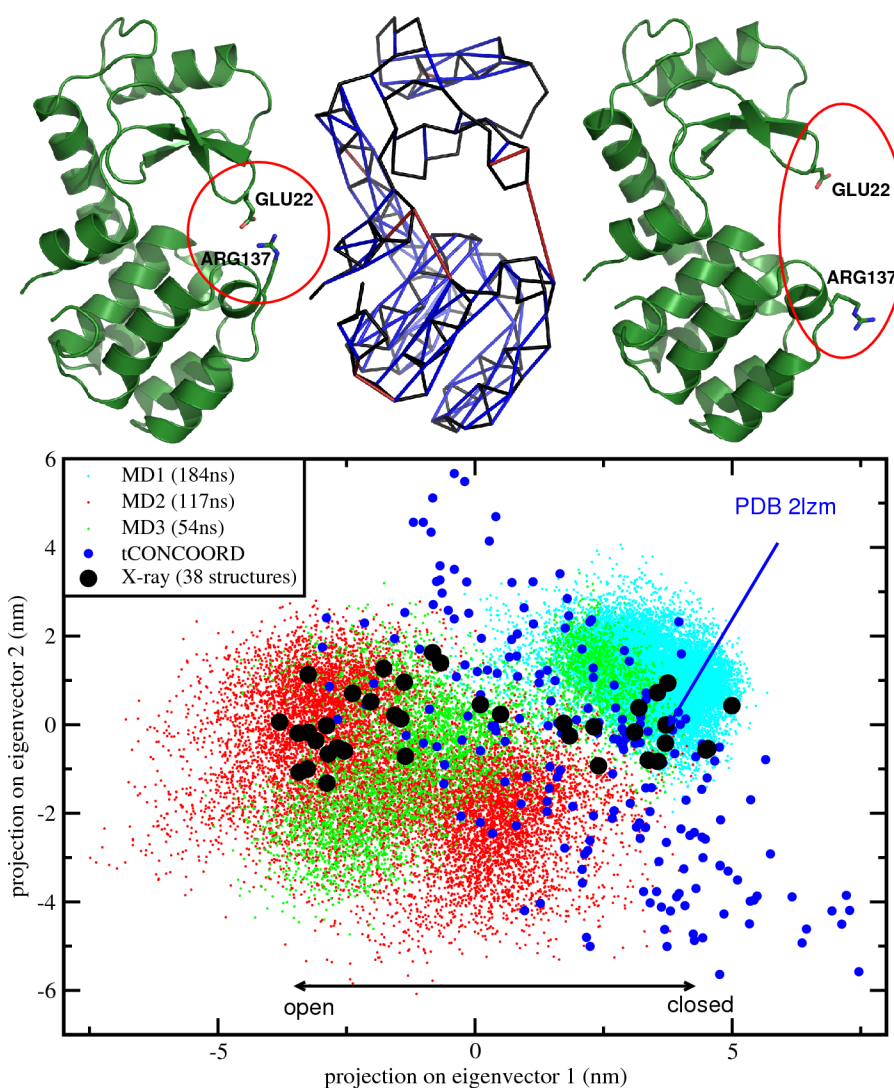 GLU22
ARG137
GLU22
ARG137
MD1 (184ns)
MD2 (117ns)
MD3 (54ns)
tCONCOORD
X-ray (38 structures)
PDB 2lzm
6
4
2
0
-2
-4
-6
projection on eigenvector 2 (nm)
open
closed
-5
0
5
projection on eigenvector 1 (nm)